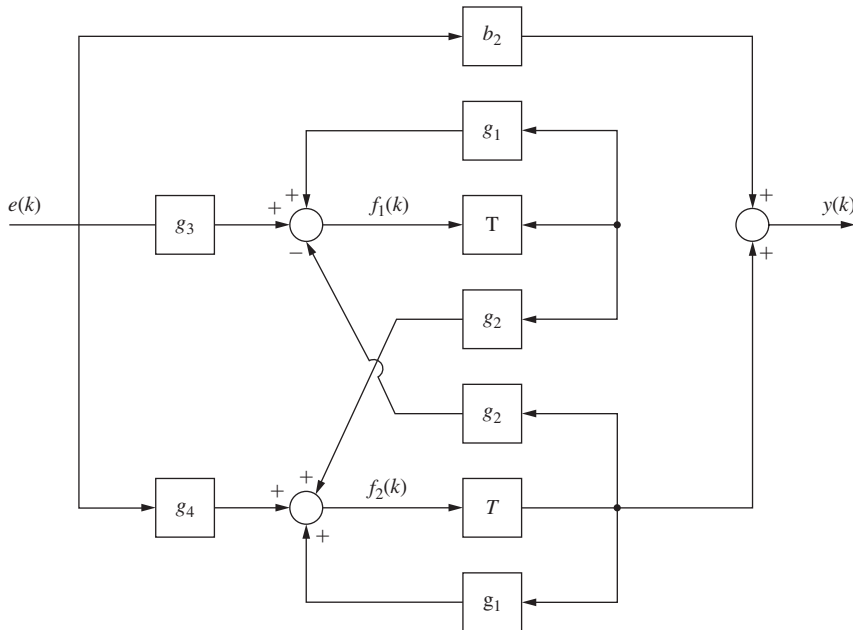 b₂
g₁
+
e(k)
g₃
+
f₁(k)
T
+
y(k)
−
+
g₂
g₂
+
g₄
+
f₂(k)
T
+
g₁